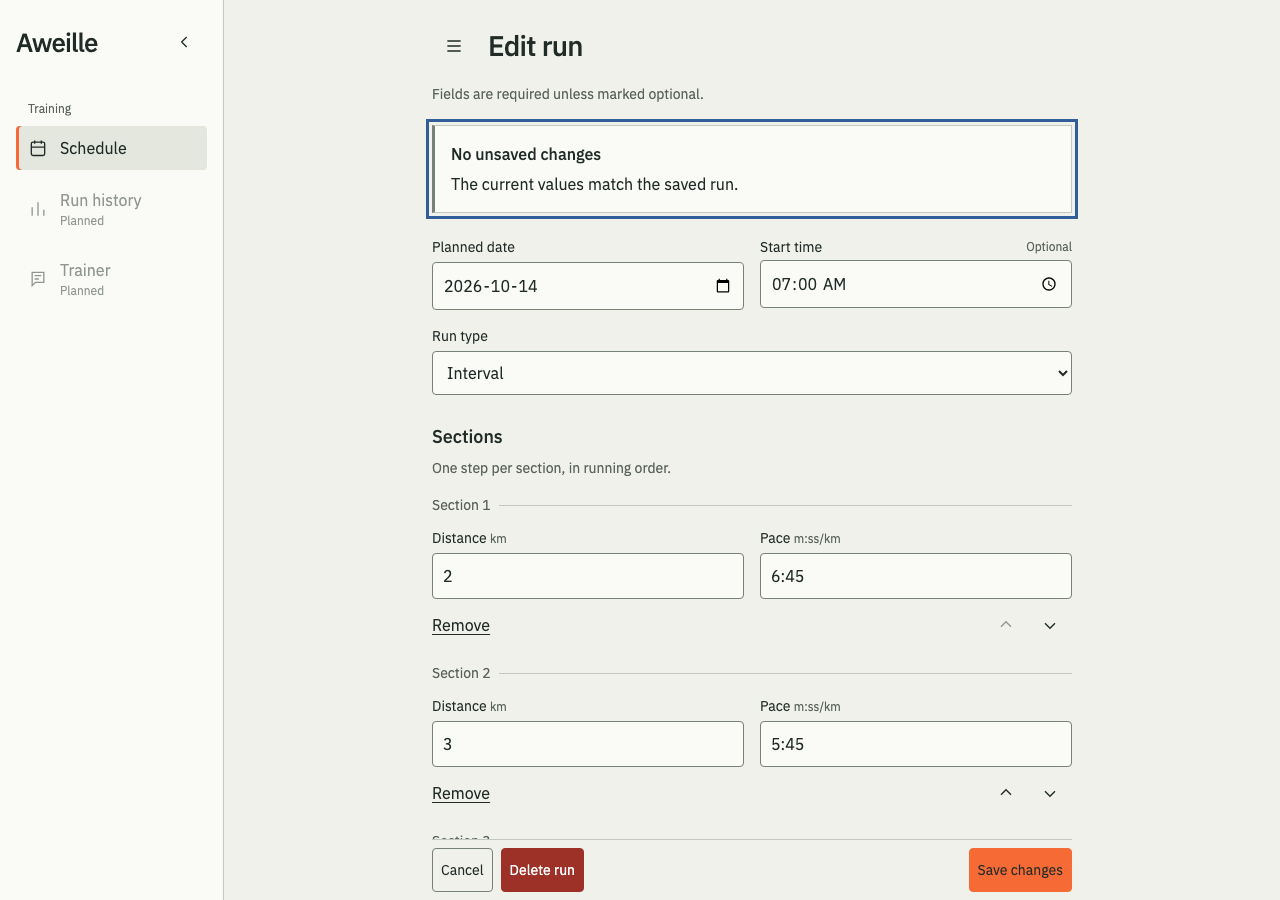 Aweille
Training
Schedule
Run history
Planned
Trainer
Planned
Edit run
Fields are required unless marked optional.
No unsaved changes
The current values match the saved run.
Planned date
Start time Optional
2026-10-14
07:00 AM
Run type
Interval
Sections
One step per section, in running order.
Section 1
Distance km
Pace m:ss/km
2
6:45
Remove
Section 2
Distance km
Pace m:ss/km
3
5:45
Remove
Cancel
Delete run
Save changes